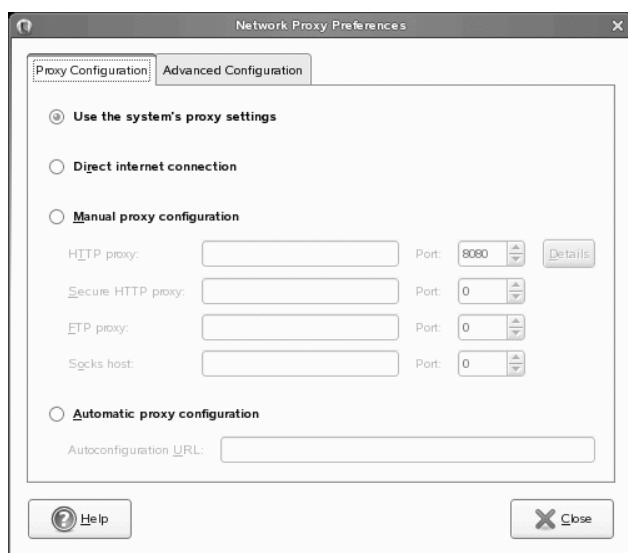 Network Proxy Preferences
Proxy Configuration Advanced Configuration
Use the system's proxy settings
Direct internet connection
Manual proxy configuration
HTTP proxy: Port: 8080 Details
Secure HTTP proxy: Port: 0
FTP proxy: Port: 0
Socks host: Port: 0
Automatic proxy configuration
Autoconfiguration URL:
Help Close